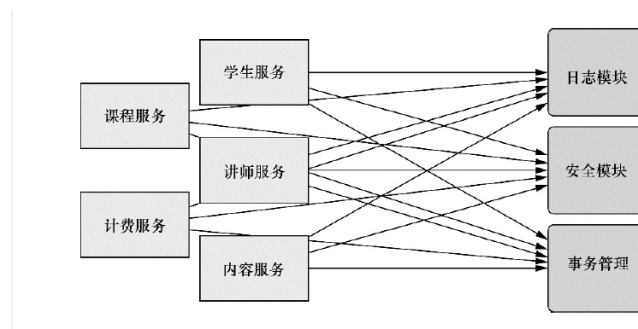 学生服务
课程服务
讲师服务
计费服务
内容服务
日志模块
安全模块
事务管理